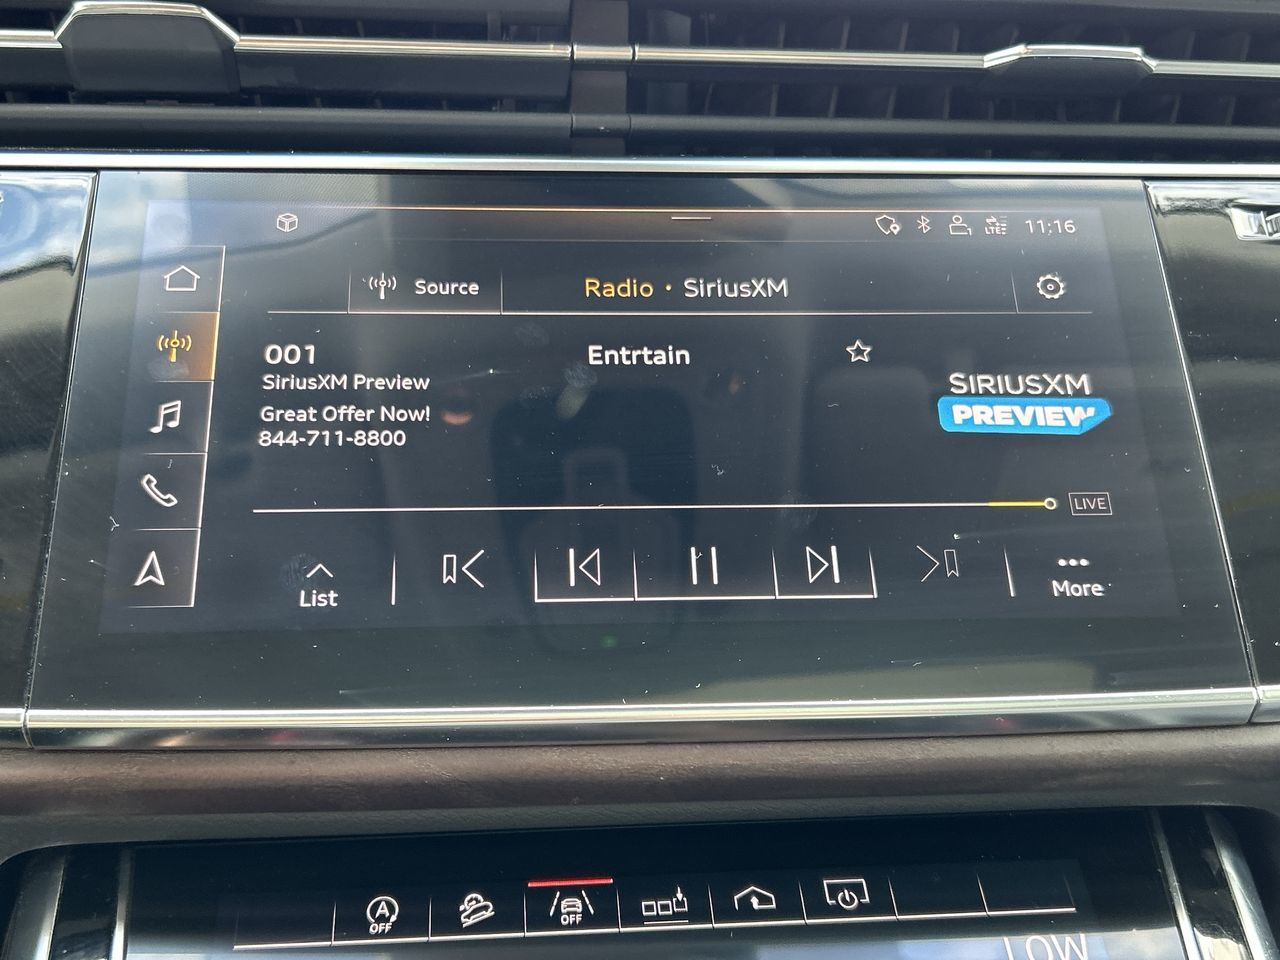 LTE 11:16
Source
Radio • SiriusXM
001
Entrtain
SiriusXM Preview
Great Offer Now!
844-711-8800
SIRIUSXM
PREVIEW
LIVE
List
More
A
OFF
OFF
LOW